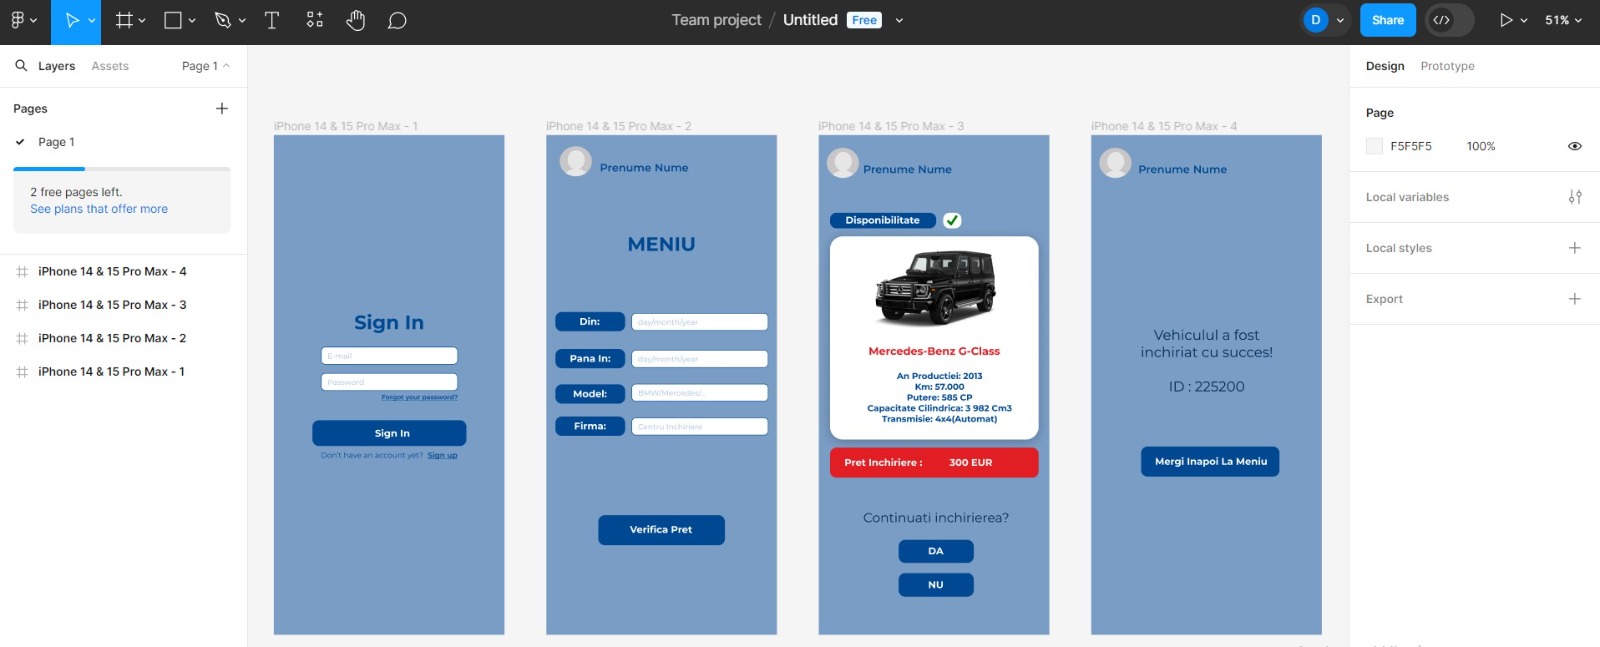 Team project / Untitled Free
D
Share
51%
Layers
Assets
Page 1
Pages
Page 1
2 free pages left.
See plans that offer more
iPhone 14 & 15 Pro Max - 4
iPhone 14 & 15 Pro Max - 3
iPhone 14 & 15 Pro Max - 2
iPhone 14 & 15 Pro Max - 1
iPhone 14 & 15 Pro Max - 1
Sign In
E-mail
Password
Forgot your password?
Sign In
Don't have an account yet? Sign up
iPhone 14 & 15 Pro Max - 2
Prenume Nume
MENIU
Din: day/month/year
Pana In: day/month/year
Model: BMW/Mercedes/..
Firma: Centru Inchiriere
Verifica Pret
iPhone 14 & 15 Pro Max - 3
Prenume Nume
Disponibilitate
Mercedes-Benz G-Class
An Productiei: 2013
Km: 57.000
Putere: 585 CP
Capacitate Cilindrica: 3 982 Cm3
Transmisie: 4x4(Automat)
Pret Inchiriere : 300 EUR
Continuati inchirierea?
DA
NU
iPhone 14 & 15 Pro Max - 4
Prenume Nume
Vehiculul a fost
inchiriat cu succes!
ID : 225200
Mergi Inapoi La Meniu
Design
Prototype
Page
F5F5F5 100%
Local variables
Local styles
Export